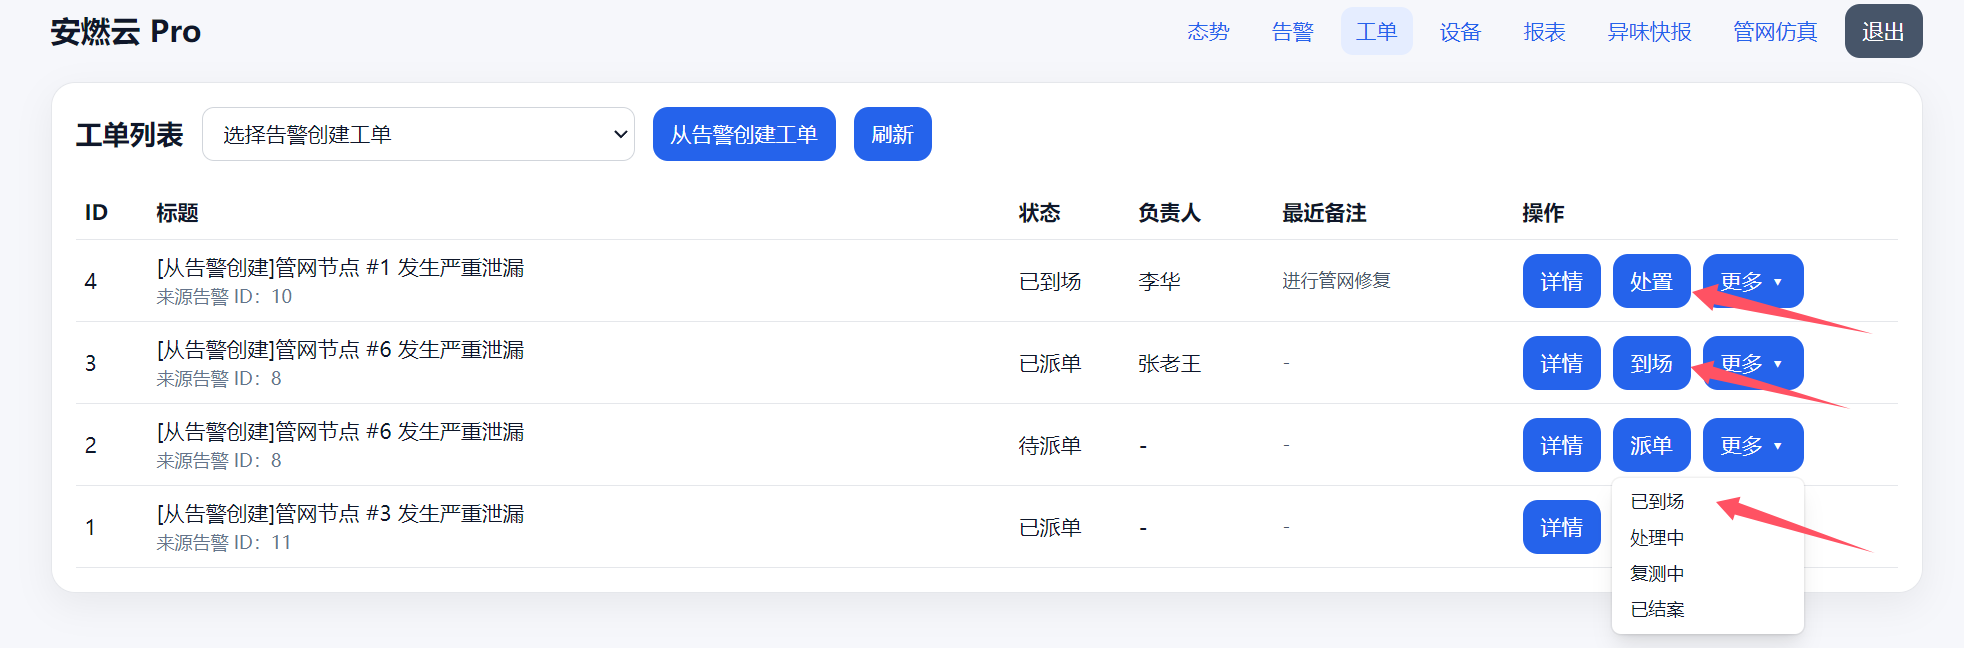 安燃云 Pro
态势 告警 工单 设备 报表 异味快报 管网仿真 退出
工单列表 选择告警创建工单 从告警创建工单 刷新
ID 标题 状态 负责人 最近备注 操作
4 [从告警创建]管网节点 #1 发生严重泄漏 已到场 李华 进行管网修复 详情 处置 更多 ▼
来源告警 ID：10
3 [从告警创建]管网节点 #6 发生严重泄漏 已派单 张老王 - 详情 到场 更多 ▼
来源告警 ID：8
2 [从告警创建]管网节点 #6 发生严重泄漏 待派单 - - 详情 派单 更多 ▼
来源告警 ID：8
1 [从告警创建]管网节点 #3 发生严重泄漏 已派单 - - 详情
来源告警 ID：11
已到场
处理中
复测中
已结案